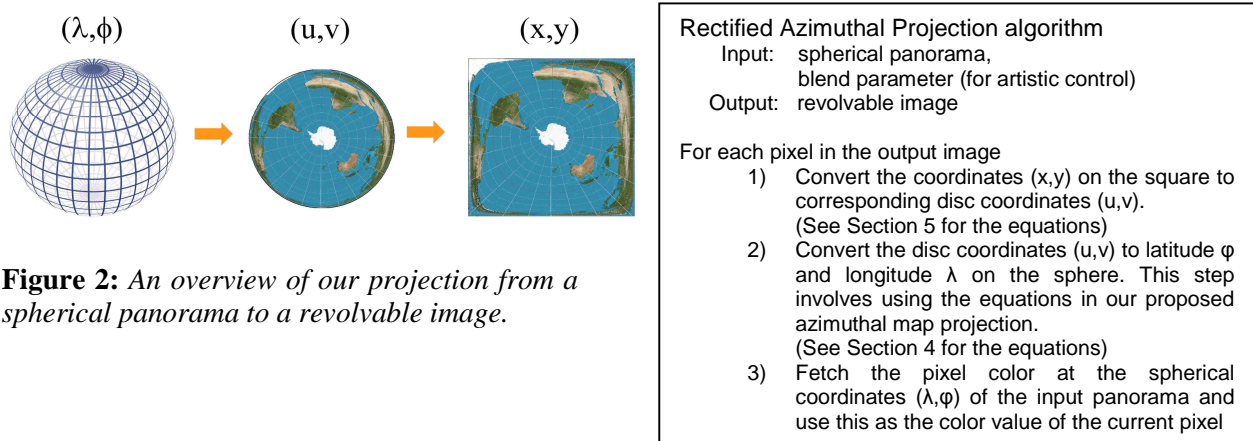 (λ,ϕ)
(u,v)
(x,y)
Figure 2: An overview of our projection from a
spherical panorama to a revolvable image.
Rectified Azimuthal Projection algorithm
Input: spherical panorama,
blend parameter (for artistic control)
Output: revolvable image
For each pixel in the output image
1) Convert the coordinates (x,y) on the square to
corresponding disc coordinates (u,v).
(See Section 5 for the equations)
2) Convert the disc coordinates (u,v) to latitude φ
and longitude λ on the sphere. This step
involves using the equations in our proposed
azimuthal map projection.
(See Section 4 for the equations)
3) Fetch the pixel color at the spherical
coordinates (λ,φ) of the input panorama and
use this as the color value of the current pixel